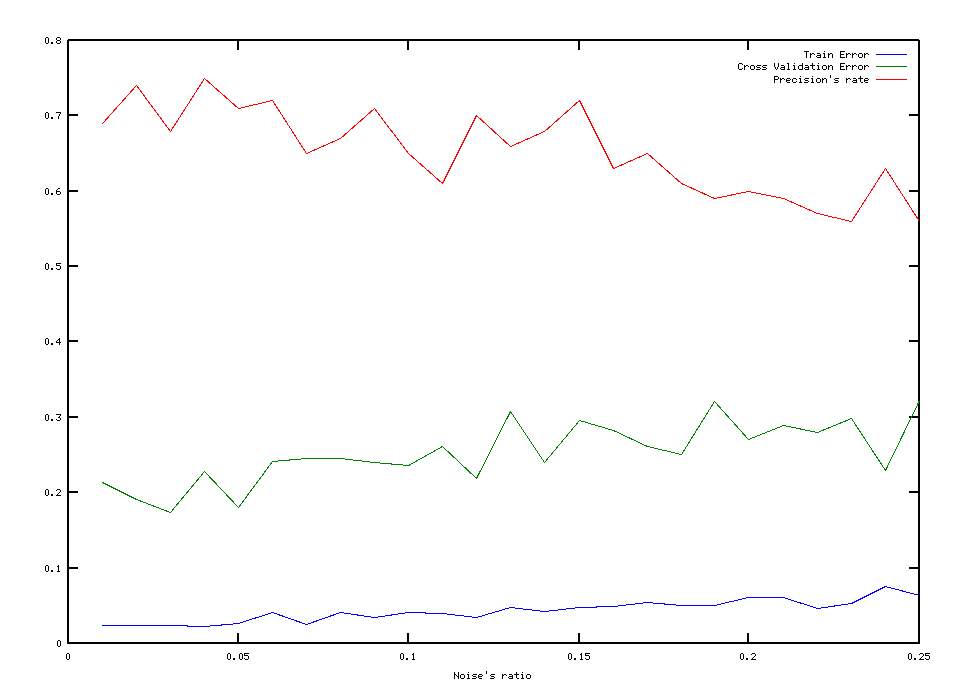 0.8
0.7
0.6
0.5
0.4
0.3
0.2
0.1
0
Train Error
Cross Validation Error
Precision's rate
0 0.05 0.1 0.15 0.2 0.25
Noise's ratio